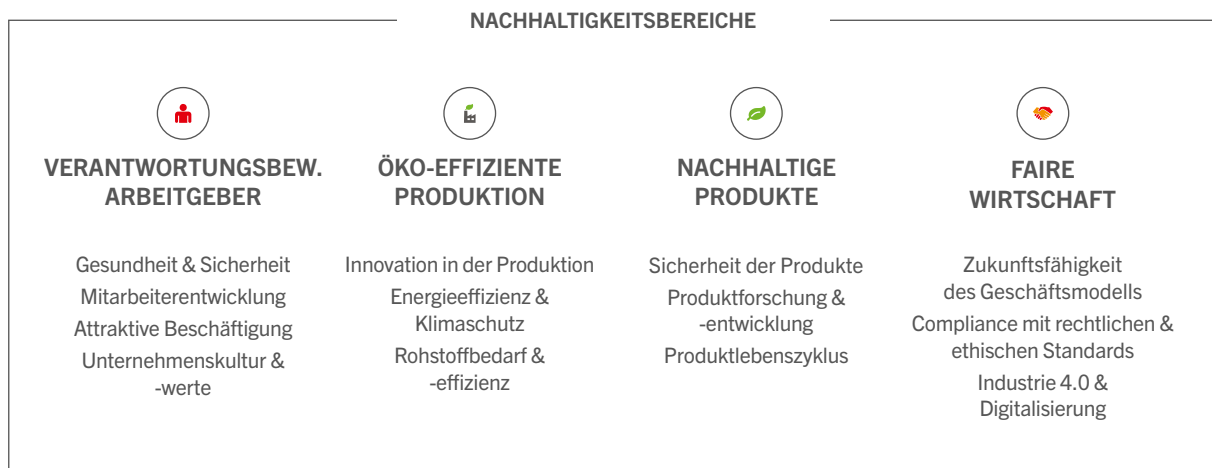 NACHHALTIGKEITSBEREICHE
VERANTWORTUNGSBEW.
ARBEITGEBER
Gesundheit & Sicherheit
Mitarbeiterentwicklung
Attraktive Beschäftigung
Unternehmenskultur &
-werte
ÖKO-EFFIZIENTE
PRODUKTION
Innovation in der Produktion
Energieeffizienz &
Klimaschutz
Rohstoffbedarf &
-effizienz
NACHHALTIGE
PRODUKTE
Sicherheit der Produkte
Produktforschung &
-entwicklung
Produktlebenszyklus
FAIRE
WIRTSCHAFT
Zukunftsfähigkeit
des Geschäftsmodells
Compliance mit rechtlichen &
ethischen Standards
Industrie 4.0 &
Digitalisierung